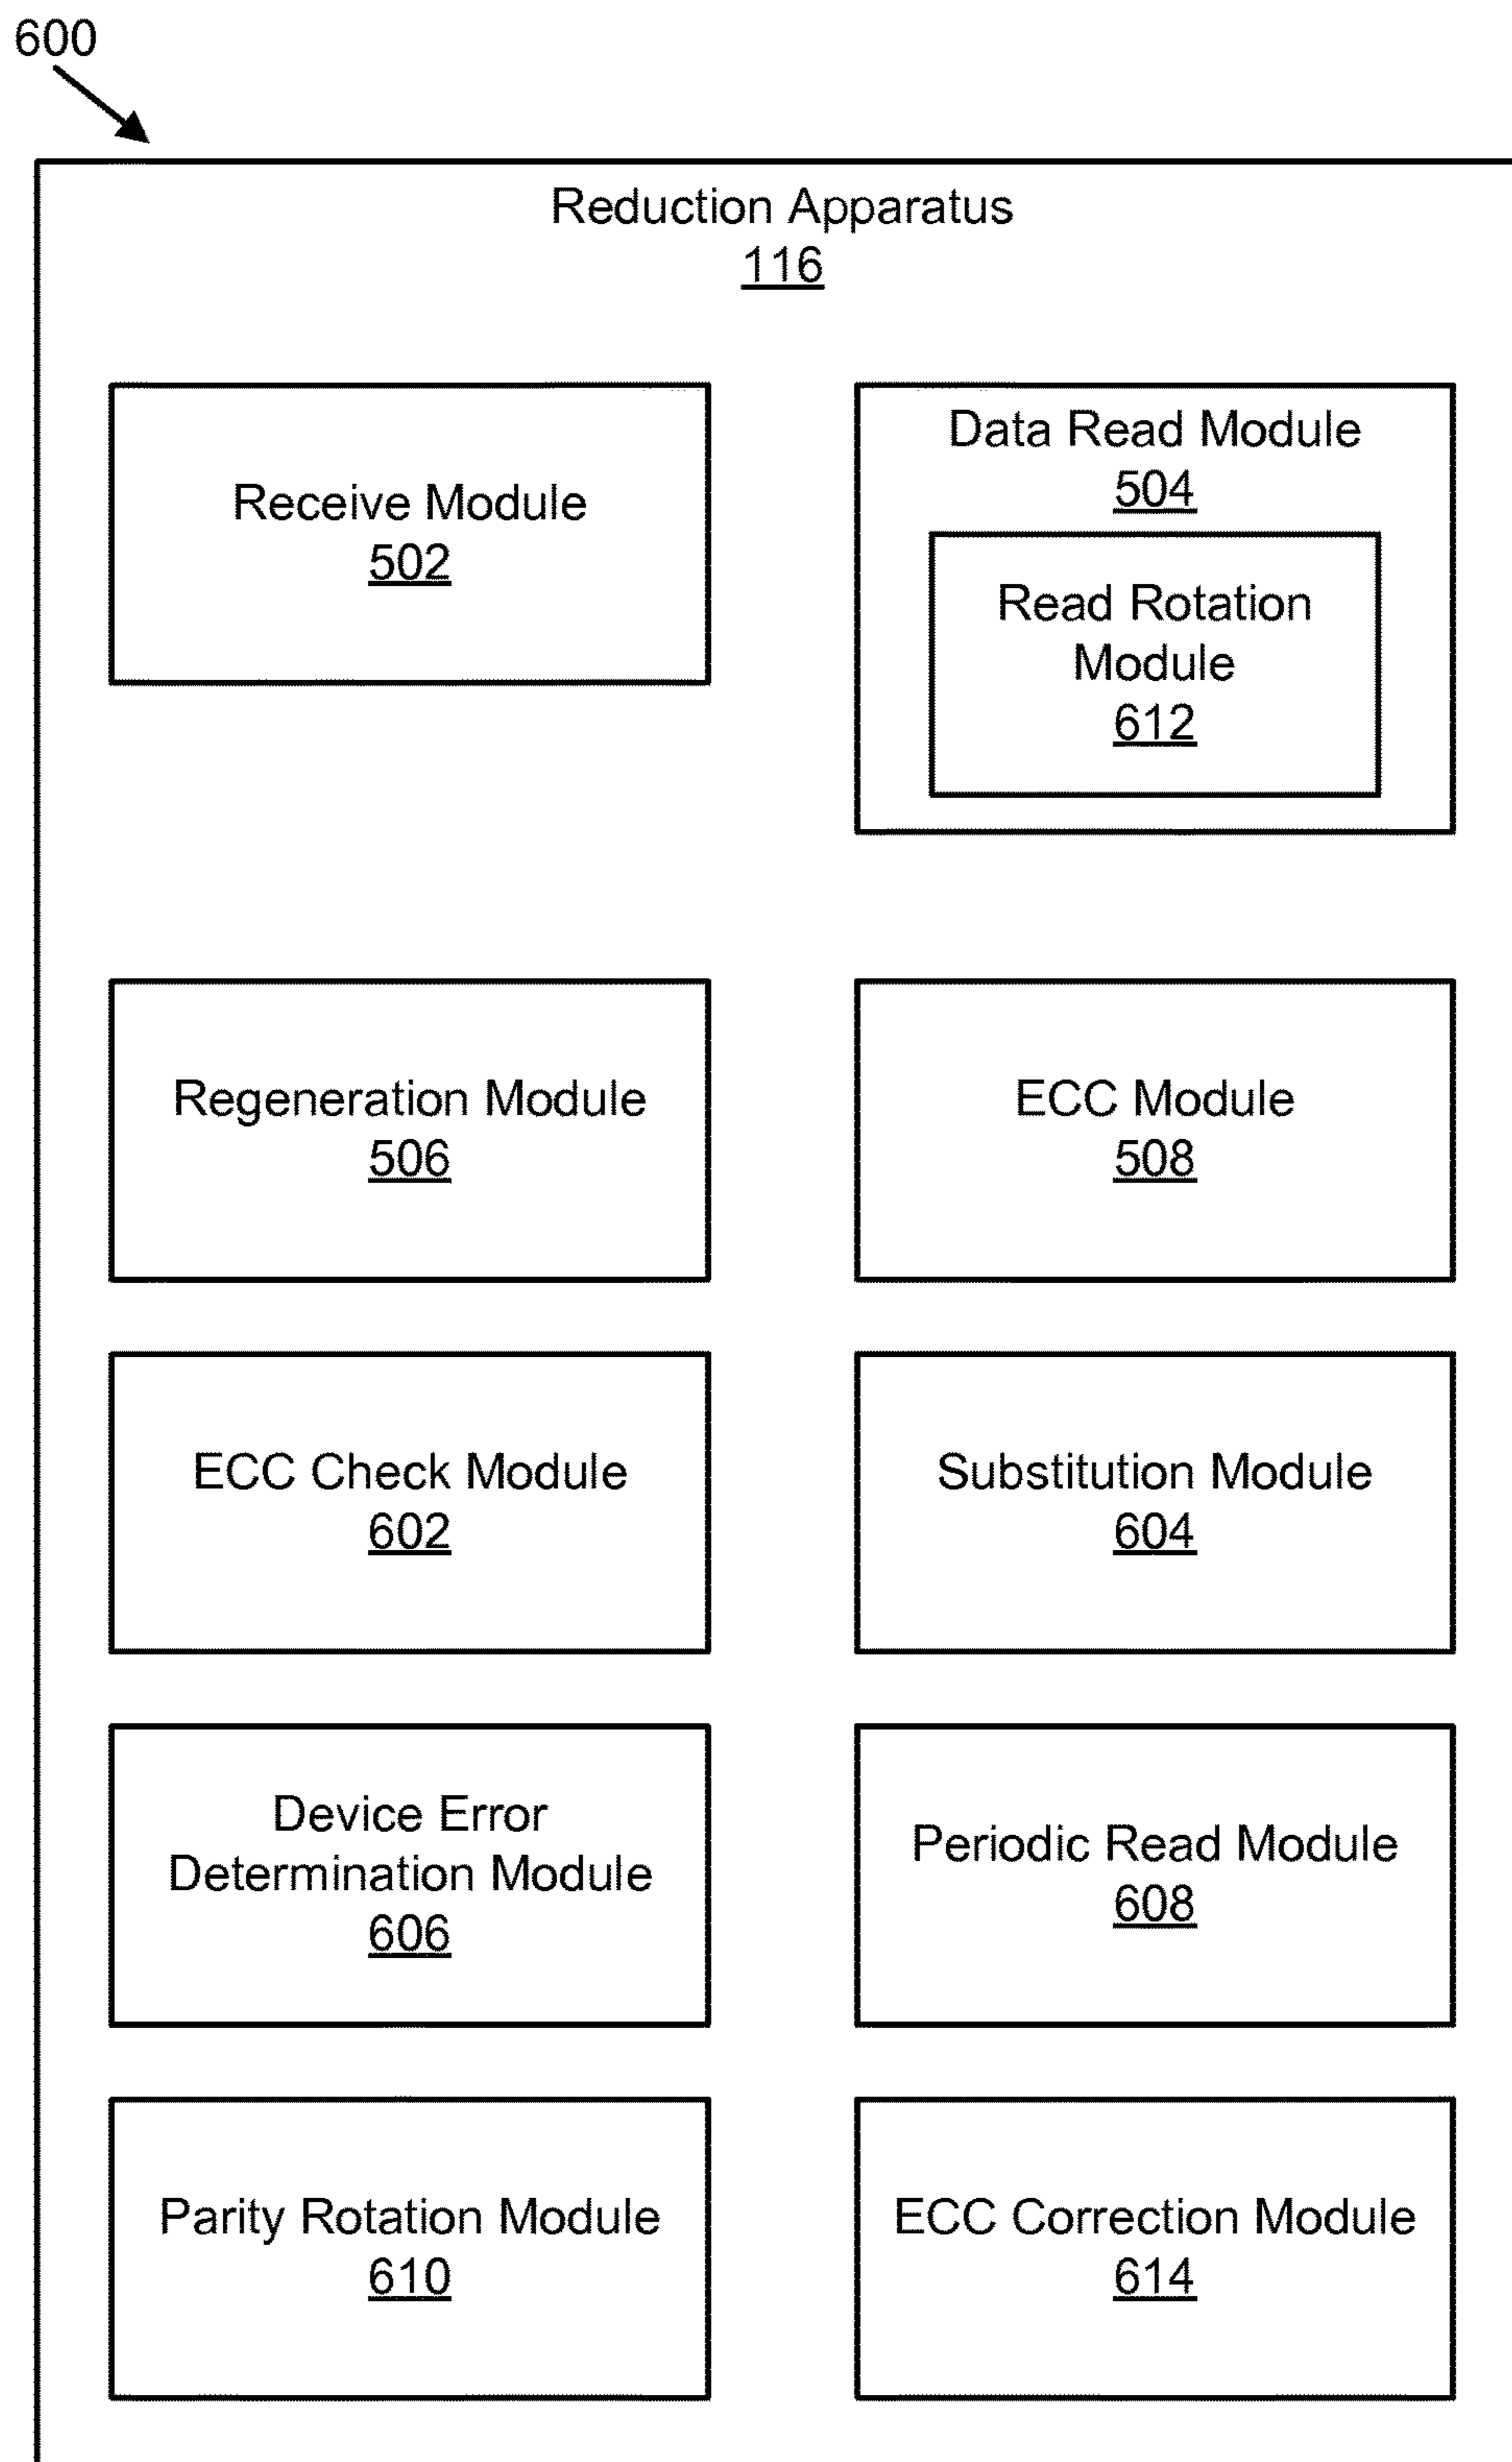 600
Reduction Apparatus
116
Receive Module
502
Data Read Module
504
Read Rotation
Module
612
Regeneration Module
506
ECC Module
508
ECC Check Module
602
Substitution Module
604
Device Error
Determination Module
606
Periodic Read Module
608
Parity Rotation Module
610
ECC Correction Module
614